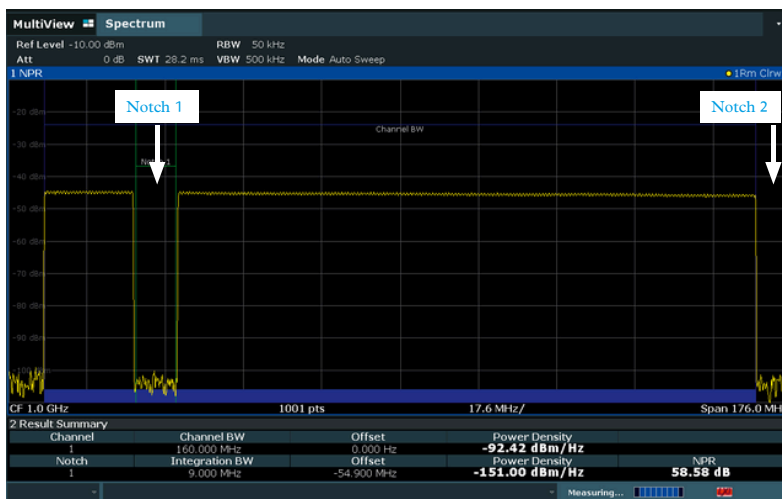 MultiView Spectrum
Ref Level -10.00 dBm RBW 50 kHz
Att 0 dB SWT 28.2 ms VBW 500 kHz Mode Auto Sweep
1 NPR 1Rm Clrw
-20 dBm
Notch 1
Notch 2
Channel BW
-30 dBm
Notch 1
-40 dBm
-50 dBm
-60 dBm
-70 dBm
-80 dBm
-90 dBm
-100 dBm
CF 1.0 GHz 1001 pts 17.6 MHz/ Span 176.0 MH
2 Result Summary
Channel Channel BW Offset Power Density
1 160.000 MHz 0.000 Hz -92.42 dBm/Hz
Notch Integration BW Offset Power Density NPR
1 9.000 MHz -54.900 MHz -151.00 dBm/Hz 58.58 dB
Measuring...